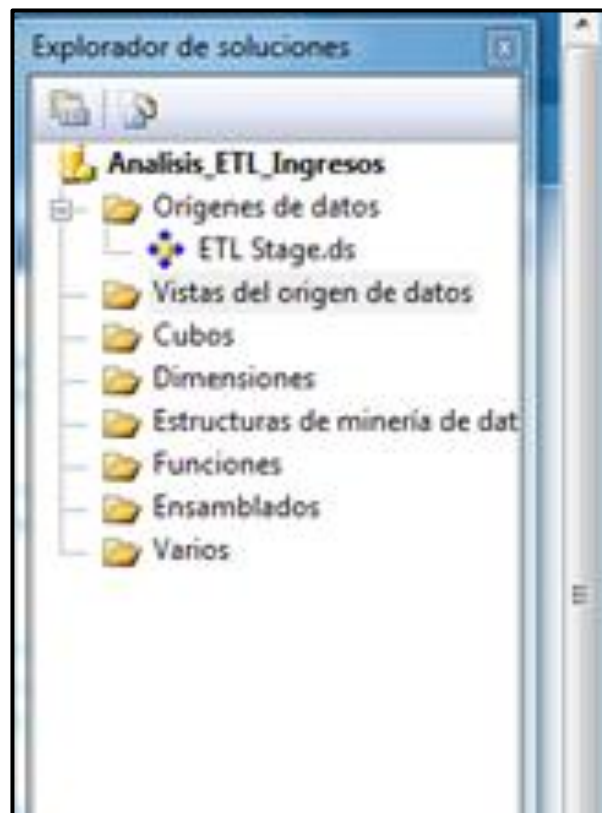 Explorador de soluciones
Analisis_ETL_Ingresos
Orígenes de datos
ETL Stage.ds
Vistas del origen de datos
Cubos
Dimensiones
Estructuras de minería de dat
Funciones
Ensamblados
Varios